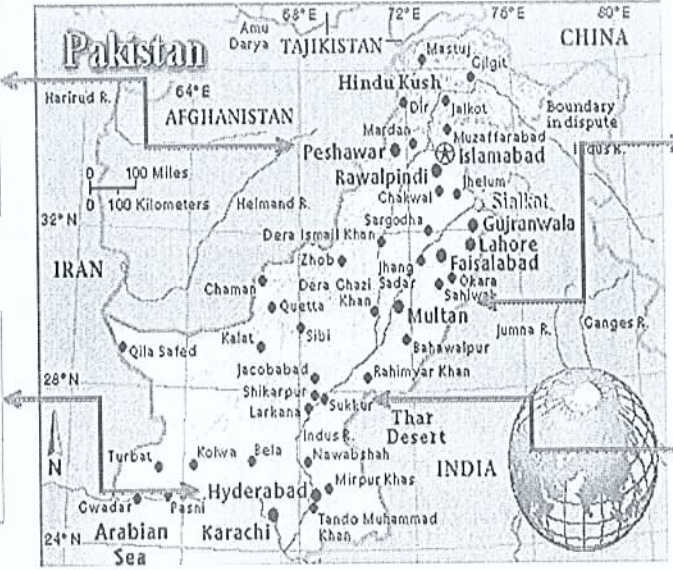 68°E
72°E
76°E
80°E
Amu
Darya
TAJIKISTAN
CHINA
Pakistan
Mastuj
Gilgit
Hindu Kush
64°E
Harirud R.
AFGHANISTAN
Dir
Jalkot
Boundary
in dispute
Mardan
Muzaffarabad
Peshawar
Islamabad
Rawalpindi
100 Miles
0
0 100 Kilometers
Chakwal
Jhelum
Sialkot
Helmand R.
Sargodha
Gujranwala
32°N
Dera Ismail Khan
Lahore
Zhob
Jhang
Sadar
Faisalabad
IRAN
Chaman
Dera Ghazi
Khan
Okara
Sahiwal
Quetta
Multan
Jumna R.
Ganges R.
Qila Safed
Kalat
Sibi
Bahawalpur
Jacobabad
Rahimyar Khan
28°N
Shikarpur
Sukkur
Larkana
Thar
Desert
Indus R.
N
Turbat
Kolwa
Bela
Nawabshah
INDIA
Hyderabad
Mirpur Khas
Gwadar
Pasni
Arabian
Sea
Karachi
Tando Muhammad
Khan
24°N